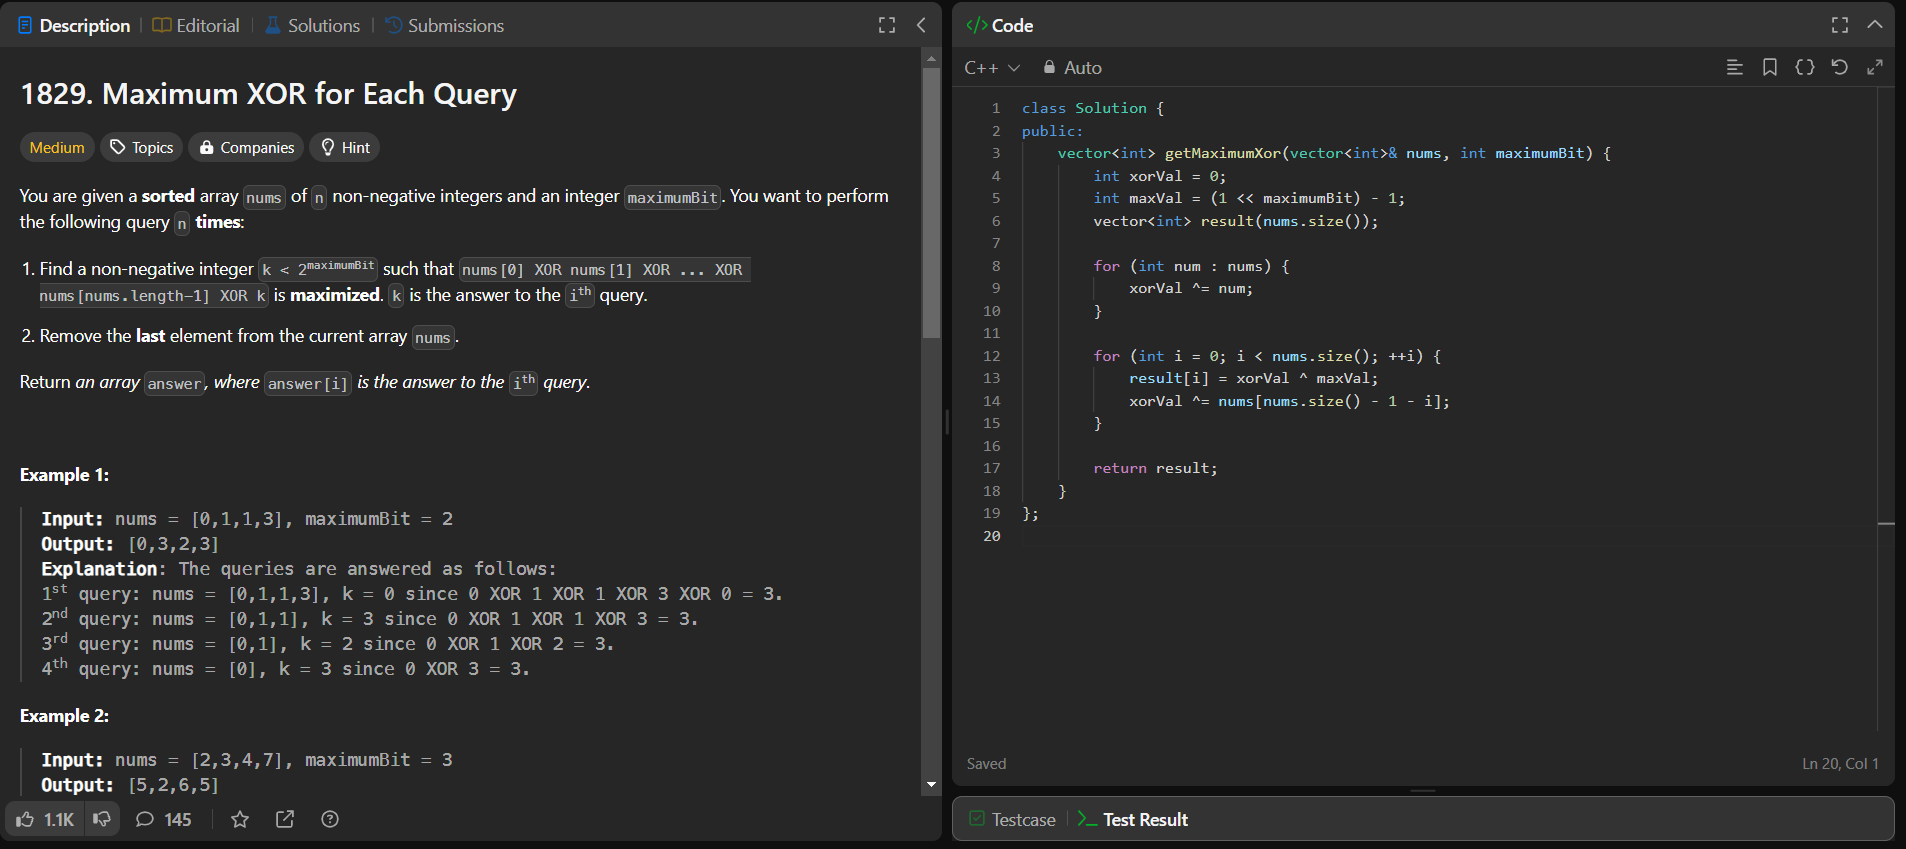 Description | Editorial | Solutions | Submissions
1829. Maximum XOR for Each Query
Medium Topics Companies Hint
You are given a sorted array nums of n non-negative integers and an integer maximumBit. You want to perform
the following query n times:
1. Find a non-negative integer k < 2^maximumBit such that nums[0] XOR nums[1] XOR ... XOR
nums[nums.length-1] XOR k is maximized. k is the answer to the i^th query.
2. Remove the last element from the current array nums.
Return an array answer, where answer[i] is the answer to the i^th query.
Example 1:
Input: nums = [0,1,1,3], maximumBit = 2
Output: [0,3,2,3]
Explanation: The queries are answered as follows:
1^st query: nums = [0,1,1,3], k = 0 since 0 XOR 1 XOR 1 XOR 3 XOR 0 = 3.
2^nd query: nums = [0,1,1], k = 3 since 0 XOR 1 XOR 1 XOR 3 = 3.
3^rd query: nums = [0,1], k = 2 since 0 XOR 1 XOR 2 = 3.
4^th query: nums = [0], k = 3 since 0 XOR 3 = 3.
Example 2:
Input: nums = [2,3,4,7], maximumBit = 3
Output: [5,2,6,5]
1.1K 145
</> Code
C++ Auto
1 class Solution {
2 public:
3 vector<int> getMaximumXor(vector<int>& nums, int maximumBit) {
4 int xorVal = 0;
5 int maxVal = (1 << maximumBit) - 1;
6 vector<int> result(nums.size());
7
8 for (int num : nums) {
9 xorVal ^= num;
10 }
11
12 for (int i = 0; i < nums.size(); ++i) {
13 result[i] = xorVal ^ maxVal;
14 xorVal ^= nums[nums.size() - 1 - i];
15 }
16
17 return result;
18 }
19 };
20
Saved Ln 20, Col 1
Testcase | >_ Test Result